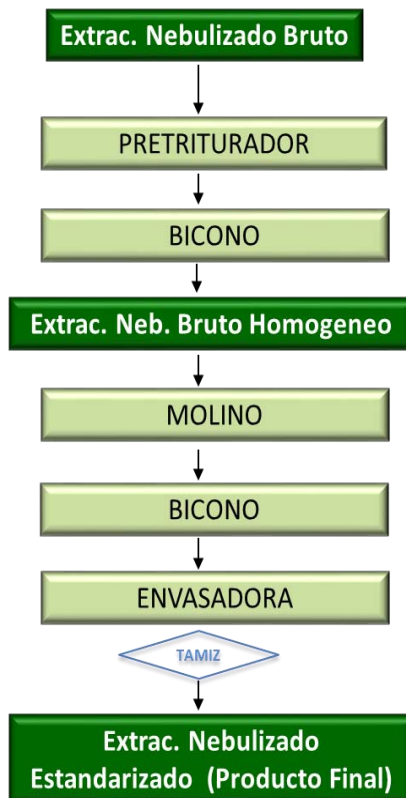 Extrac. Nebulizado Bruto
PRETRITURADOR
BICONO
Extrac. Neb. Bruto Homogeneo
MOLINO
BICONO
ENVASADORA
TAMIZ
Extrac. Nebulizado
Estandarizado (Producto Final)